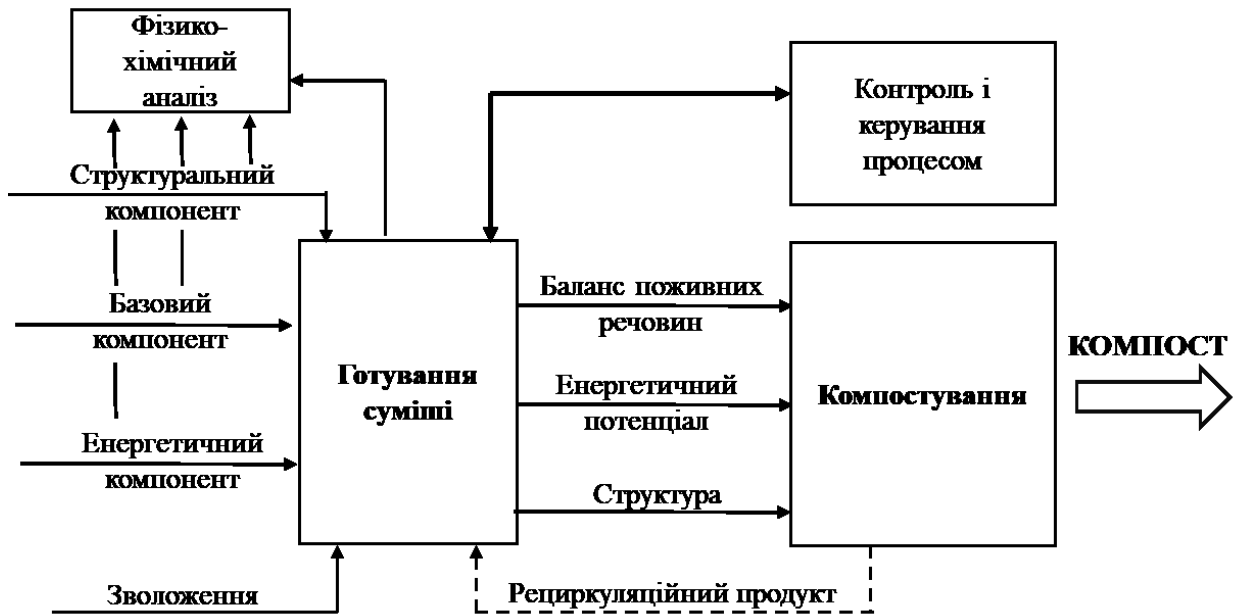 Фізико-
хімічний
аналіз
Контроль і
керування
процесом
Структуральний
компонент
Базовий
компонент
Енергетичний
компонент
Зволоження
Готування
суміші
Баланс поживних
речовин
Енергетичний
потенціал
Структура
Рециркуляційний продукт
Компостування
КОМПОСТ